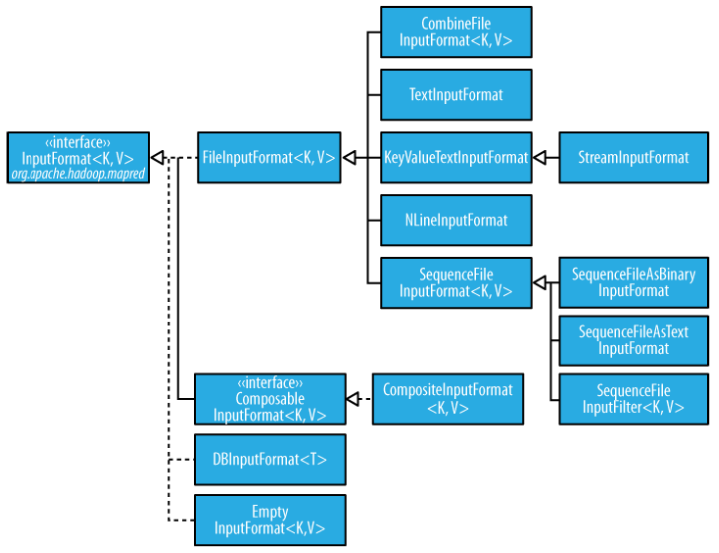 CombineFile
InputFormat<K, V>
TextInputFormat
‹‹interface››
InputFormat<K, V>
org.apache.hadoop.mapred
FileInputFormat<K, V>
KeyValueTextInputFormat
StreamInputFormat
NLineInputFormat
SequenceFile
InputFormat<K, V>
SequenceFileAsBinary
InputFormat
SequenceFileAsText
InputFormat
SequenceFile
InputFilter<K, V>
‹‹interface››
Composable
InputFormat<K, V>
CompositeInputFormat
<K, V>
DBInputFormat<T>
Empty
InputFormat<K,V>